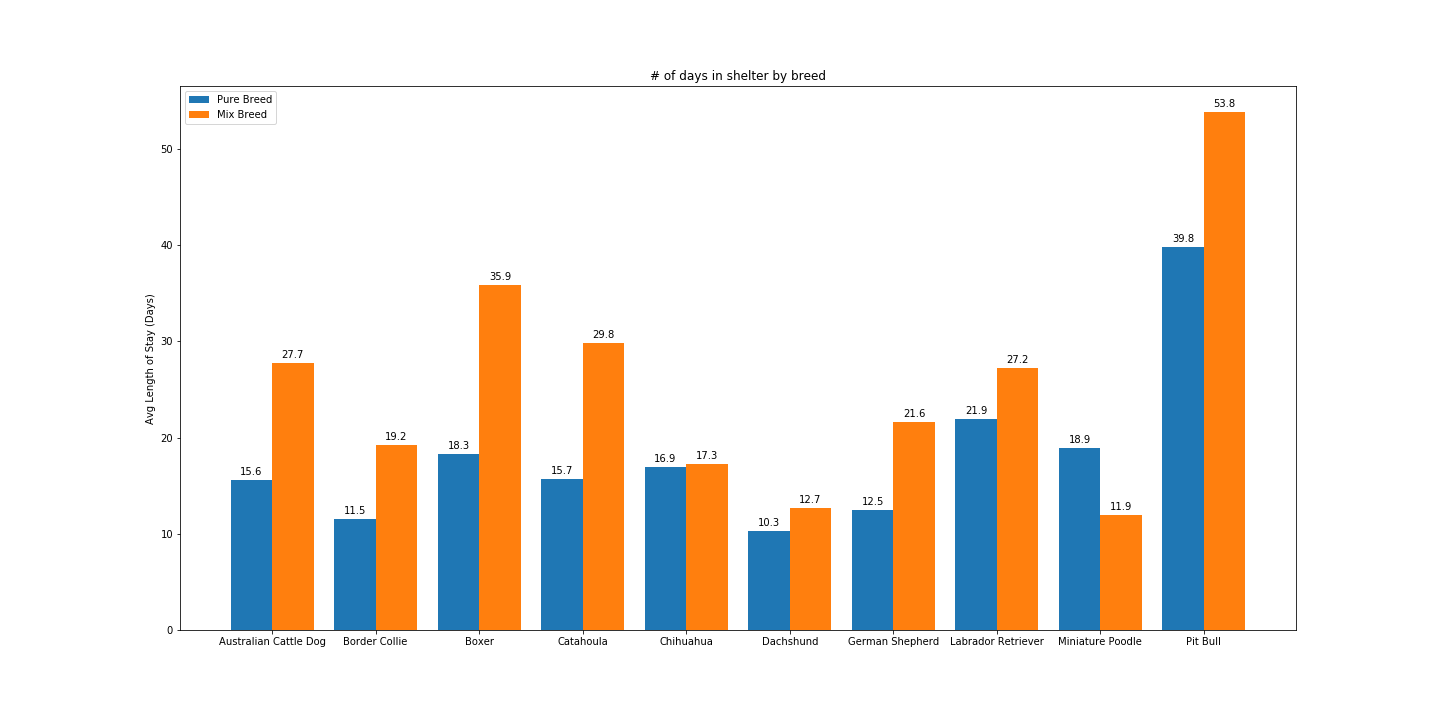 # of days in shelter by breed
Pure Breed
Mix Breed
Avg Length of Stay (Days)
50
40
30
20
10
0
15.6
27.7
11.5
19.2
18.3
35.9
15.7
29.8
16.9
17.3
10.3
12.7
12.5
21.6
21.9
27.2
18.9
11.9
39.8
53.8
Australian Cattle Dog
Border Collie
Boxer
Catahoula
Chihuahua
Dachshund
German Shepherd
Labrador Retriever
Miniature Poodle
Pit Bull